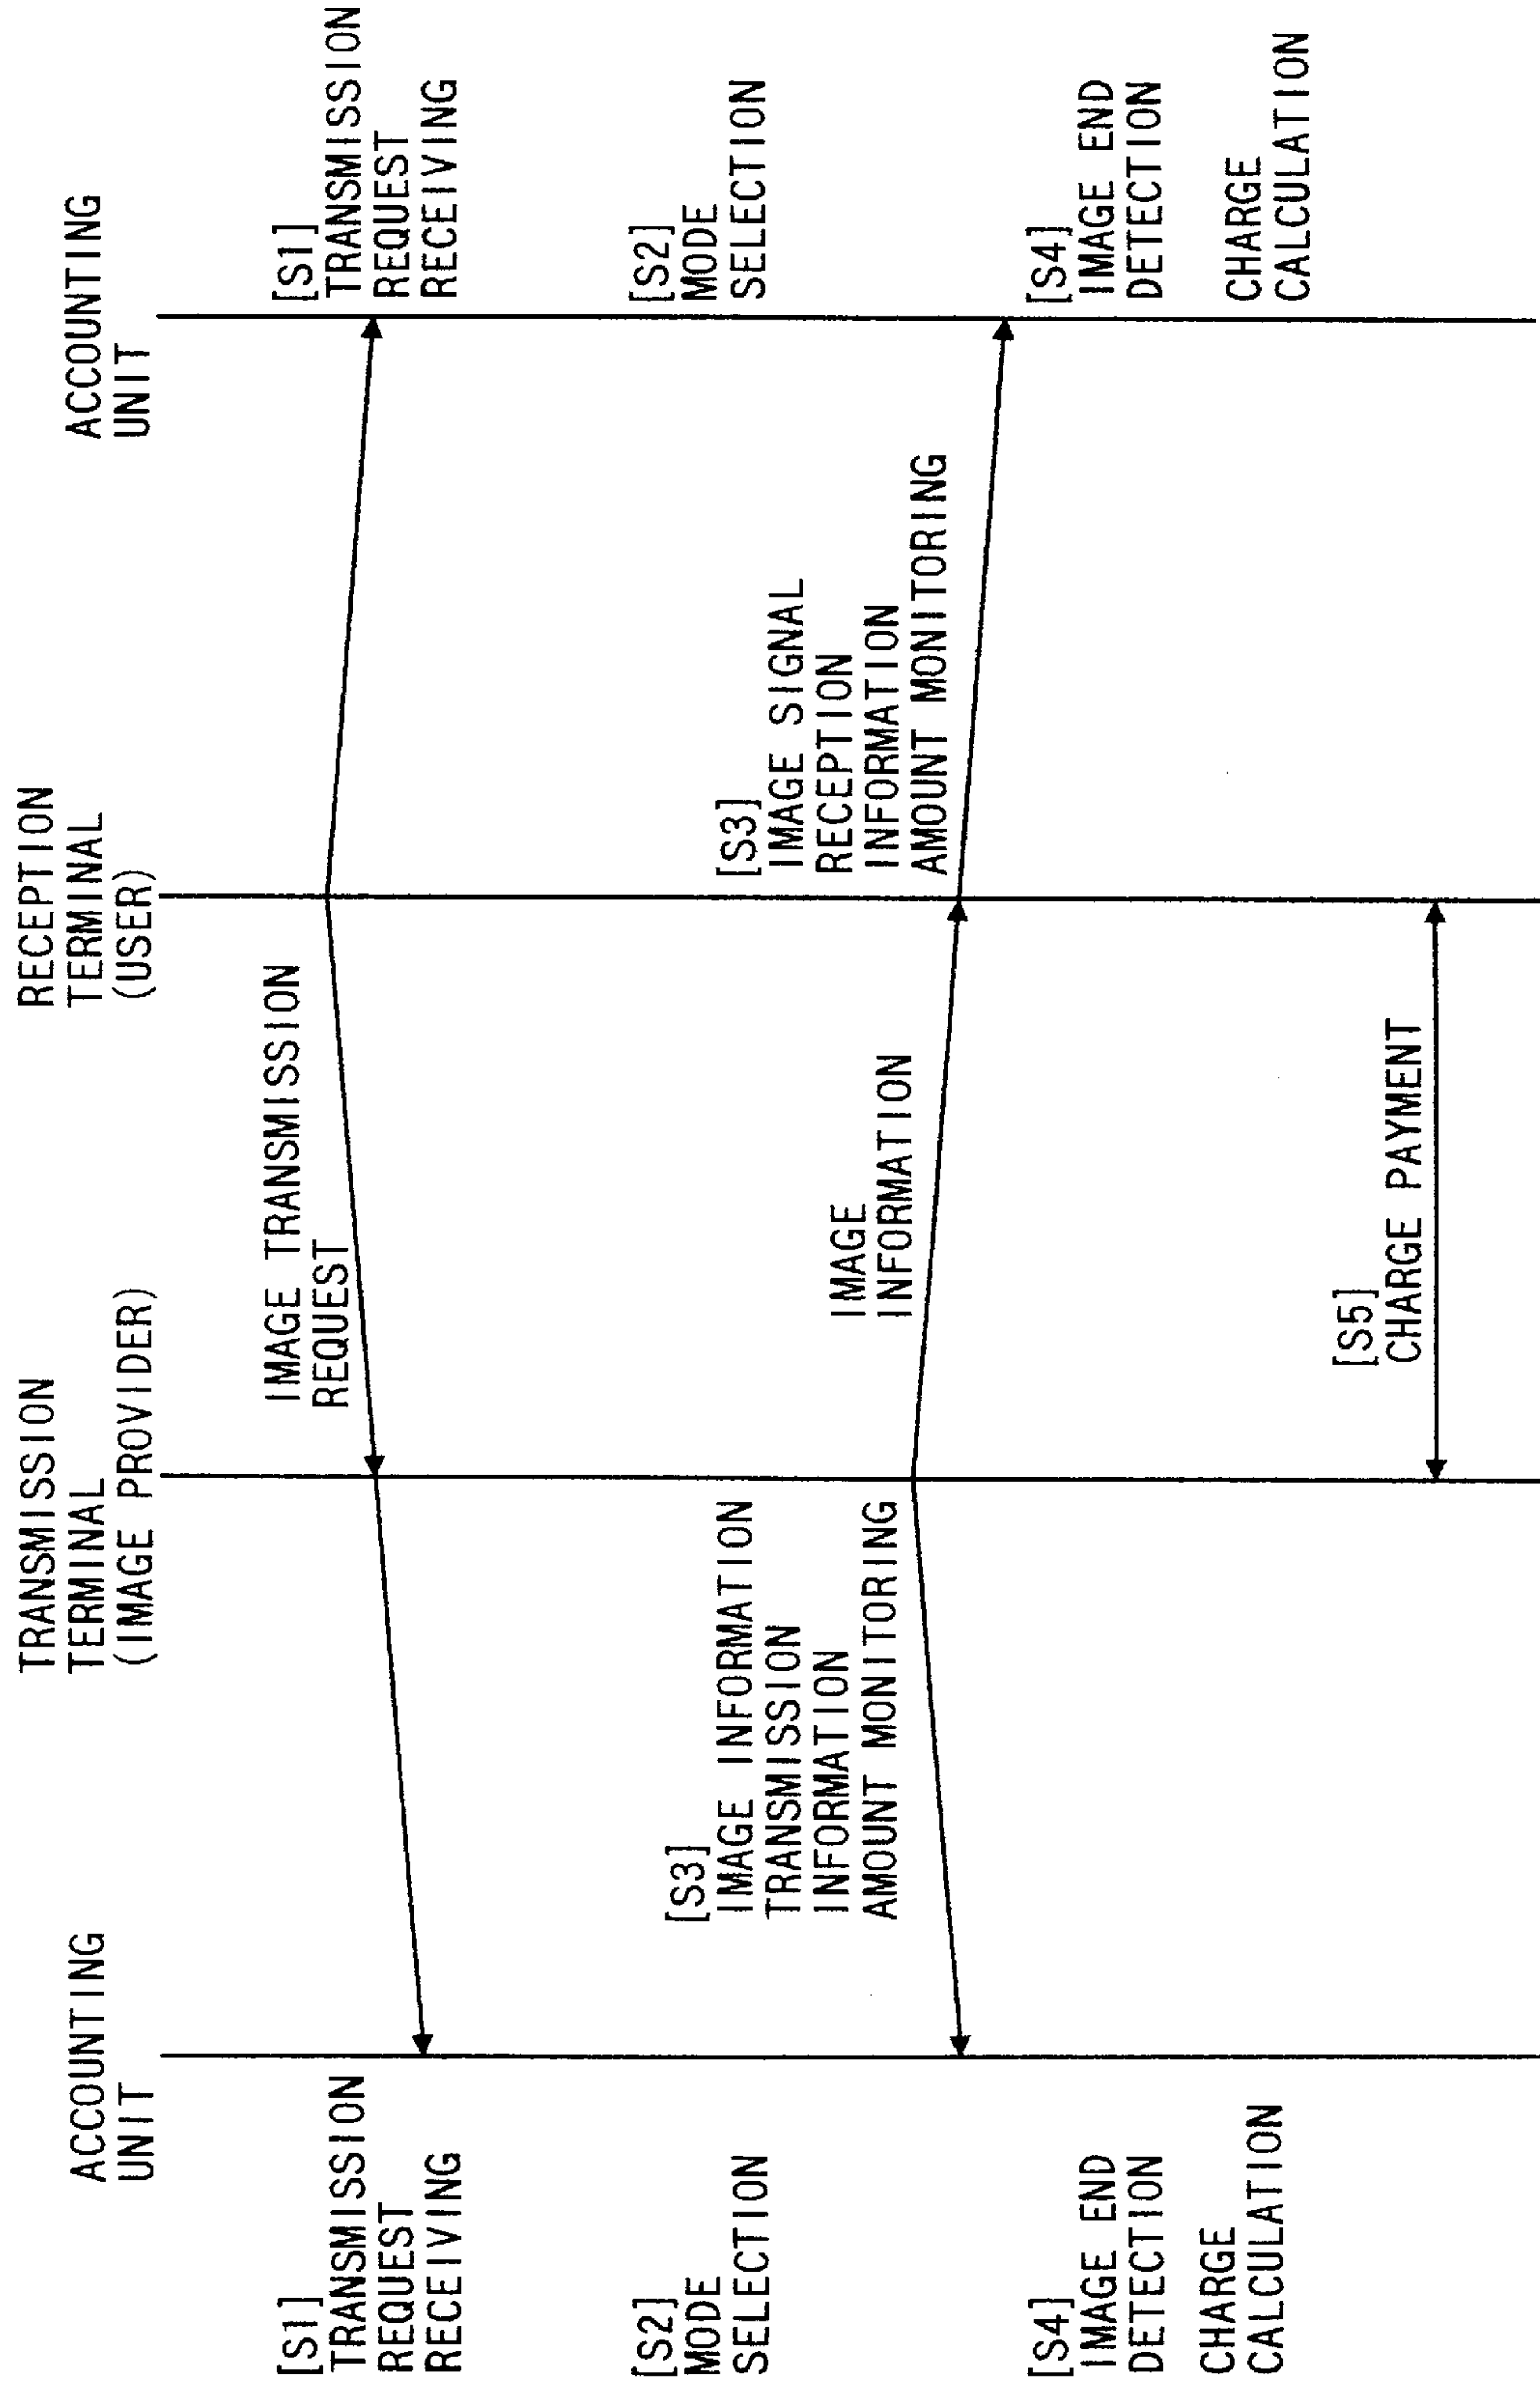 ACCOUNTING
UNIT
TRANSMISSION
TERMINAL
(IMAGE PROVIDER)
RECEPTION
TERMINAL
(USER)
ACCOUNTING
UNIT
[S1]
TRANSMISSION
REQUEST
RECEIVING
IMAGE TRANSMISSION
REQUEST
[S1]
TRANSMISSION
REQUEST
RECEIVING
[S2]
MODE
SELECTION
[S2]
MODE
SELECTION
[S3]
IMAGE INFORMATION
TRANSMISSION
INFORMATION
AMOUNT MONITORING
IMAGE
INFORMATION
[S3]
IMAGE SIGNAL
RECEPTION
INFORMATION
AMOUNT MONITORING
[S4]
IMAGE END
DETECTION
CHARGE
CALCULATION
[S4]
IMAGE END
DETECTION
CHARGE
CALCULATION
[S5]
CHARGE PAYMENT